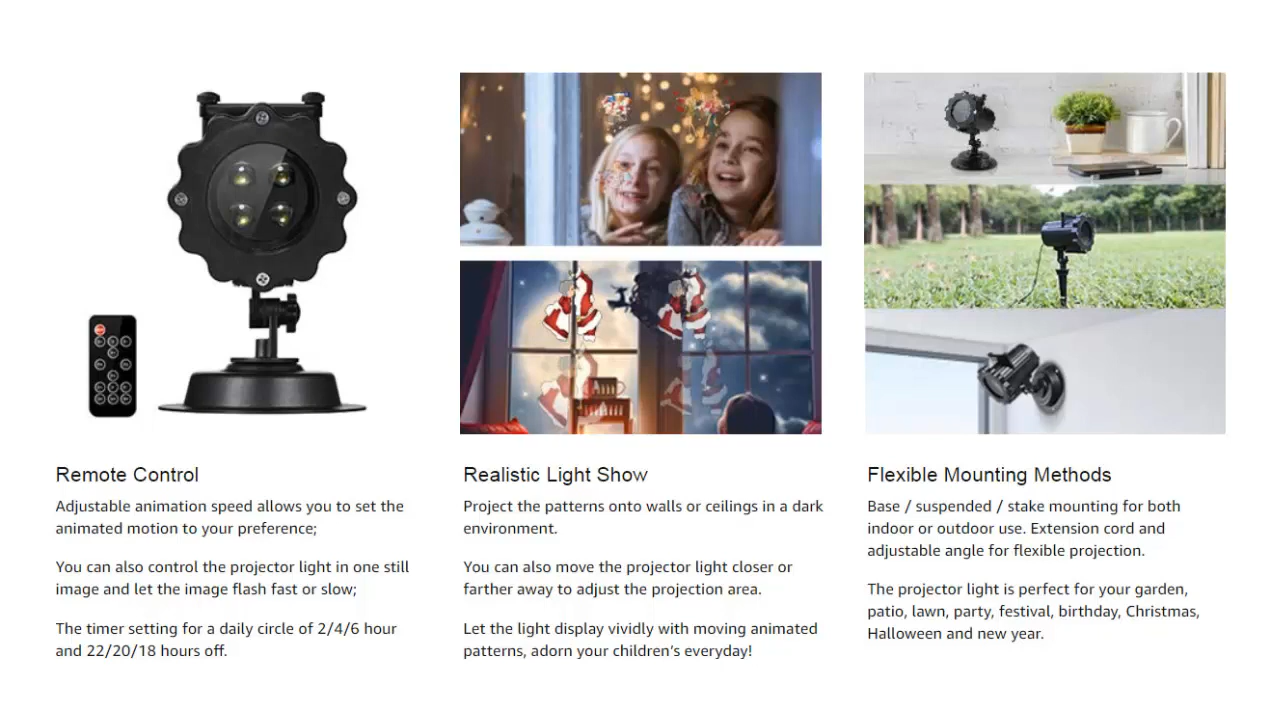 Remote Control
Adjustable animation speed allows you to set the
animated motion to your preference;
You can also control the projector light in one still
image and let the image flash fast or slow;
The timer setting for a daily circle of 2/4/6 hour
and 22/20/18 hours off.
Realistic Light Show
Project the patterns onto walls or ceilings in a dark
environment.
You can also move the projector light closer or
farther away to adjust the projection area.
Let the light display vividly with moving animated
patterns, adorn your children’s everyday!
Flexible Mounting Methods
Base / suspended / stake mounting for both
indoor or outdoor use. Extension cord and
adjustable angle for flexible projection.
The projector light is perfect for your garden,
patio, lawn, party, festival, birthday, Christmas,
Halloween and new year.